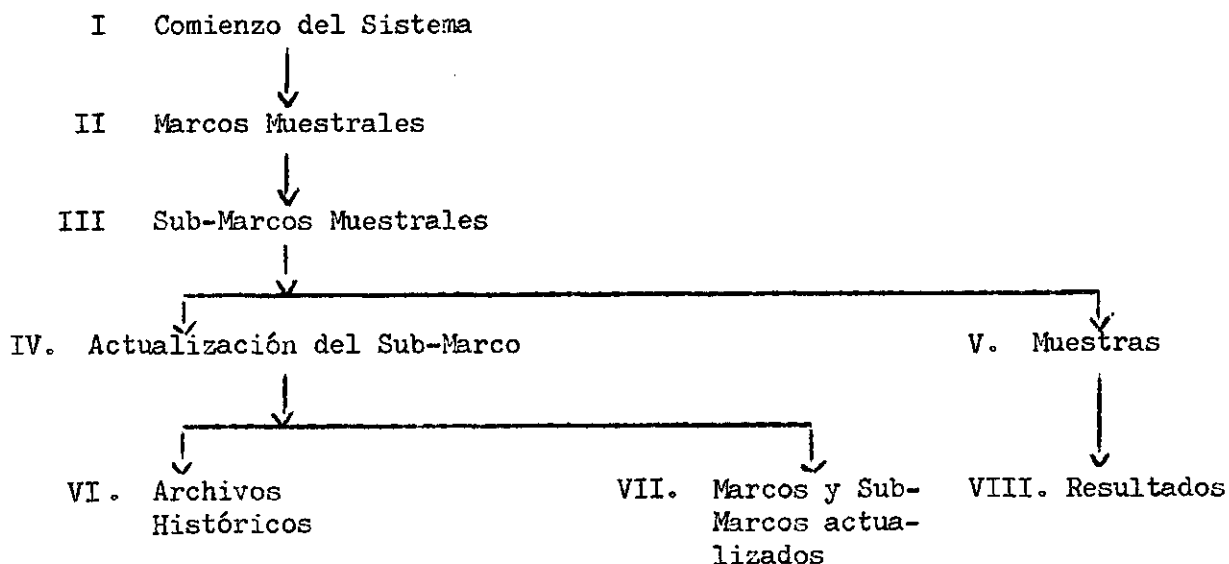 I Comienzo del Sistema
II Marcos Muestrales
III Sub-Marcos Muestrales
IV. Actualización del Sub-Marco
V. Muestras
VI. Archivos
Históricos
VII. Marcos y Sub-
Marcos actua-
lizados
VIII. Resultados